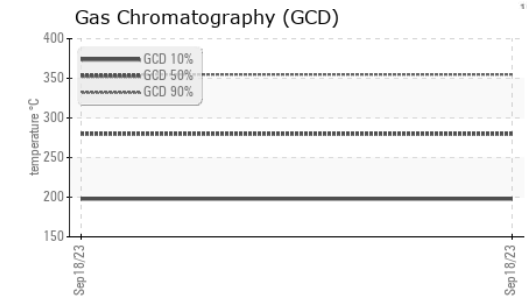 Gas Chromatography (GCD)
400
350
300
250
200
150
temperature °C
GCD 10%
GCD 50%
GCD 90%
Sep18/23
Sep18/23